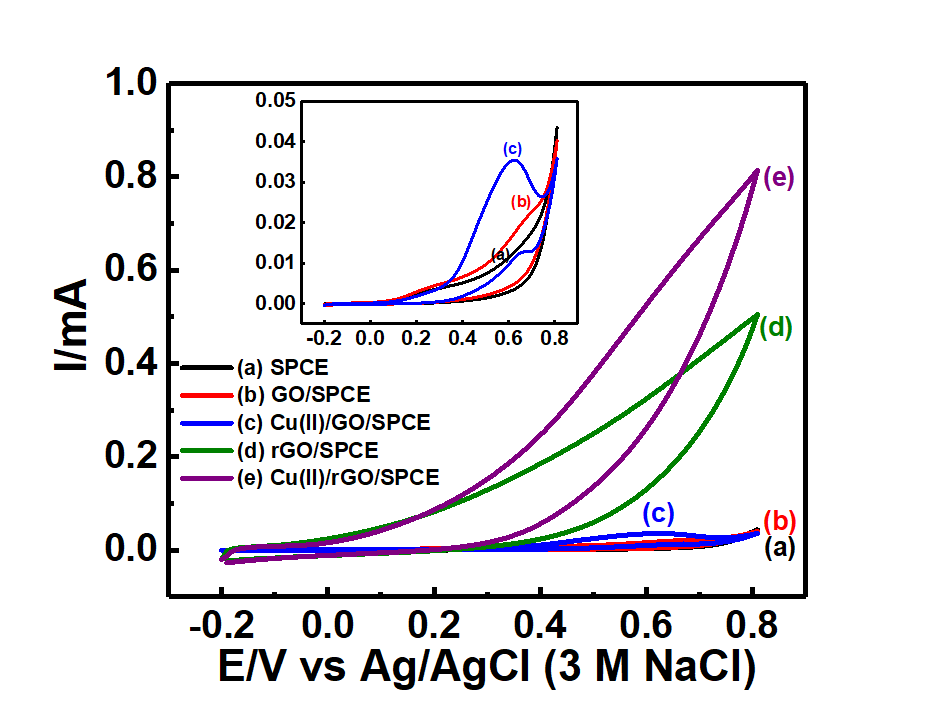 1.0
0.8
0.6
0.4
0.2
0.0
I/mA
-0.2 0.0 0.2 0.4 0.6 0.8
E/V vs Ag/AgCl (3 M NaCl)
0.05
0.04
0.03
0.02
0.01
0.00
-0.2 0.0 0.2 0.4 0.6 0.8
(c)
(b)
(a)
(a) SPCE
(b) GO/SPCE
(c) Cu(II)/GO/SPCE
(d) rGO/SPCE
(e) Cu(II)/rGO/SPCE
(e)
(d)
(c)
(b)
(a)